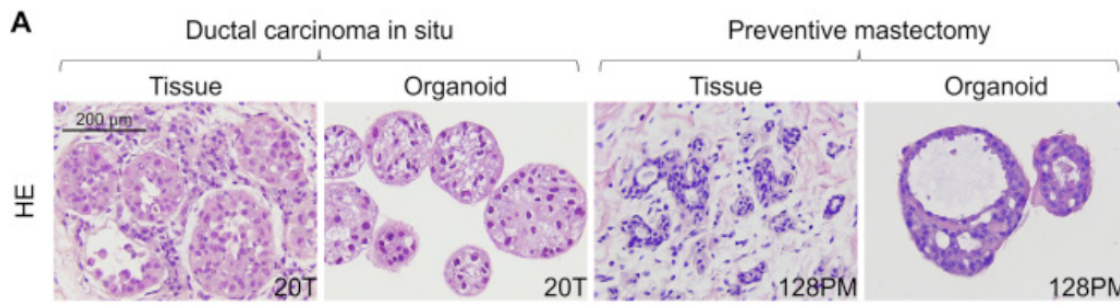 A
Ductal carcinoma in situ
Preventive mastectomy
Tissue
Organoid
Tissue
Organoid
HE
200 μm
20T
20T
128PM
128PM